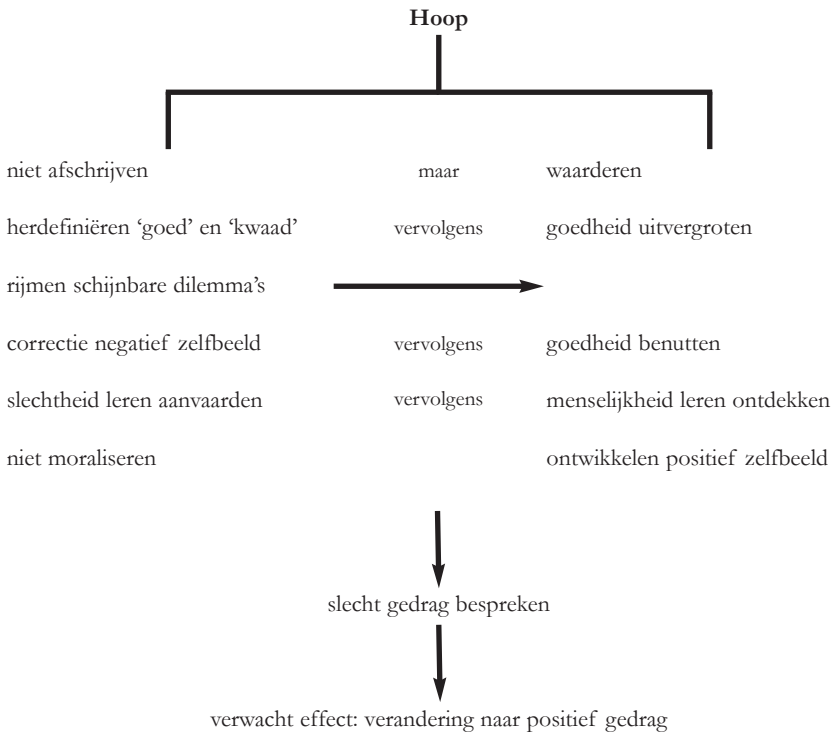 Hoop
niet afschrijven maar waarderen
herdefiniëren ‘goed’ en ‘kwaad’ vervolgens goedheid uitvergroten
rijmen schijnbare dilemma’s
correctie negatief zelfbeeld vervolgens goedheid benutten
slechtheid leren aanvaarden vervolgens menselijkheid leren ontdekken
niet moraliseren ontwikkelen positief zelfbeeld
slecht gedrag bespreken
verwacht effect: verandering naar positief gedrag